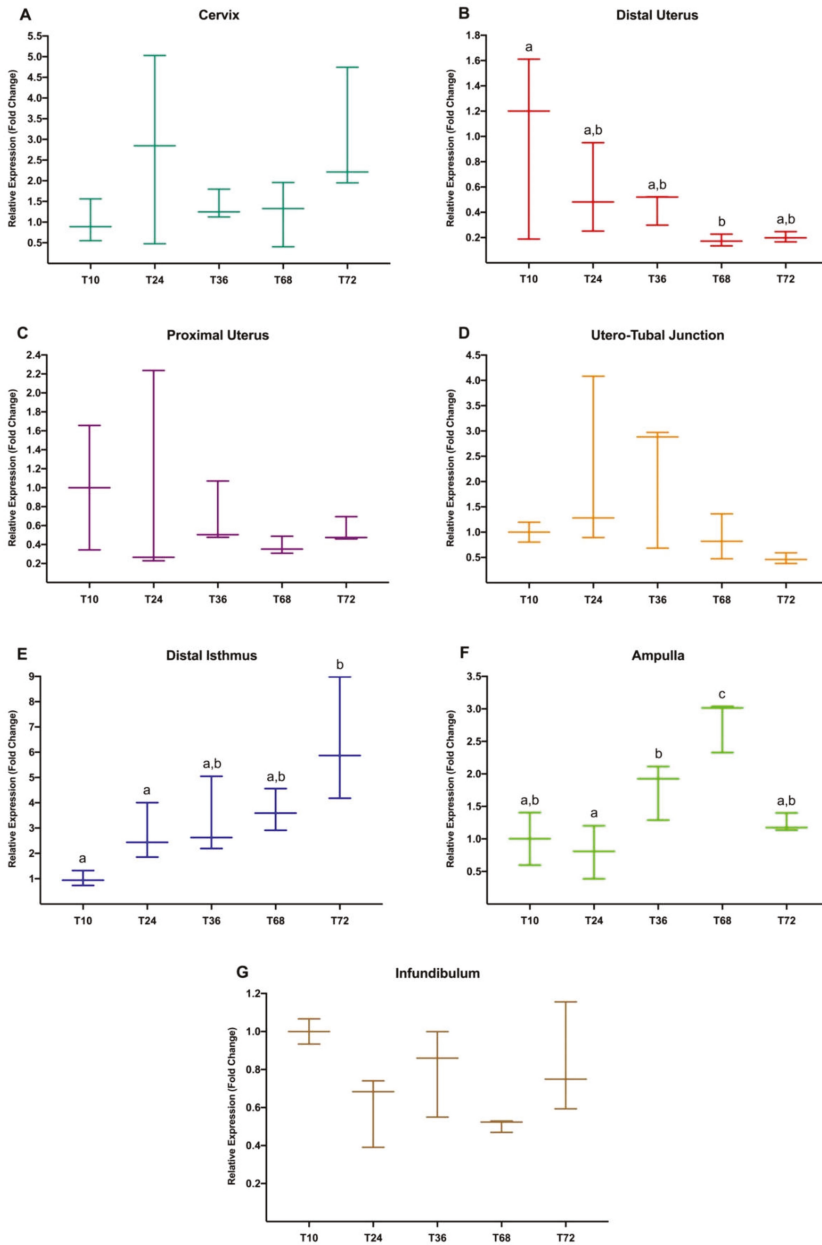 A
Cervix
Relative Expression (Fold Change)
5.5
5.0
4.5
4.0
3.5
3.0
2.5
2.0
1.5
1.0
0.5
T10 T24 T36 T68 T72
B
Distal Uterus
Relative Expression (Fold Change)
1.8
1.6
1.4
1.2
1.0
0.8
0.6
0.4
0.2
a
a,b
a,b
b
a,b
T10 T24 T36 T68 T72
C
Proximal Uterus
Relative Expression (Fold Change)
2.4
2.2
2.0
1.8
1.6
1.4
1.2
1.0
0.8
0.6
0.4
0.2
T10 T24 T36 T68 T72
D
Utero-Tubal Junction
Relative Expression (Fold Change)
4.5
4.0
3.5
3.0
2.5
2.0
1.5
1.0
0.5
T10 T24 T36 T68 T72
E
Distal Isthmus
Relative Expression (Fold Change)
9
8
7
6
5
4
3
2
1
a
a
a,b
a,b
b
T10 T24 T36 T68 T72
F
Ampulla
Relative Expression (Fold Change)
3.5
3.0
2.5
2.0
1.5
1.0
0.5
a,b
a
b
c
a,b
T10 T24 T36 T68 T72
G
Infundibulum
Relative Expression (Fold Change)
1.2
1.0
0.8
0.6
0.4
0.2
T10 T24 T36 T68 T72